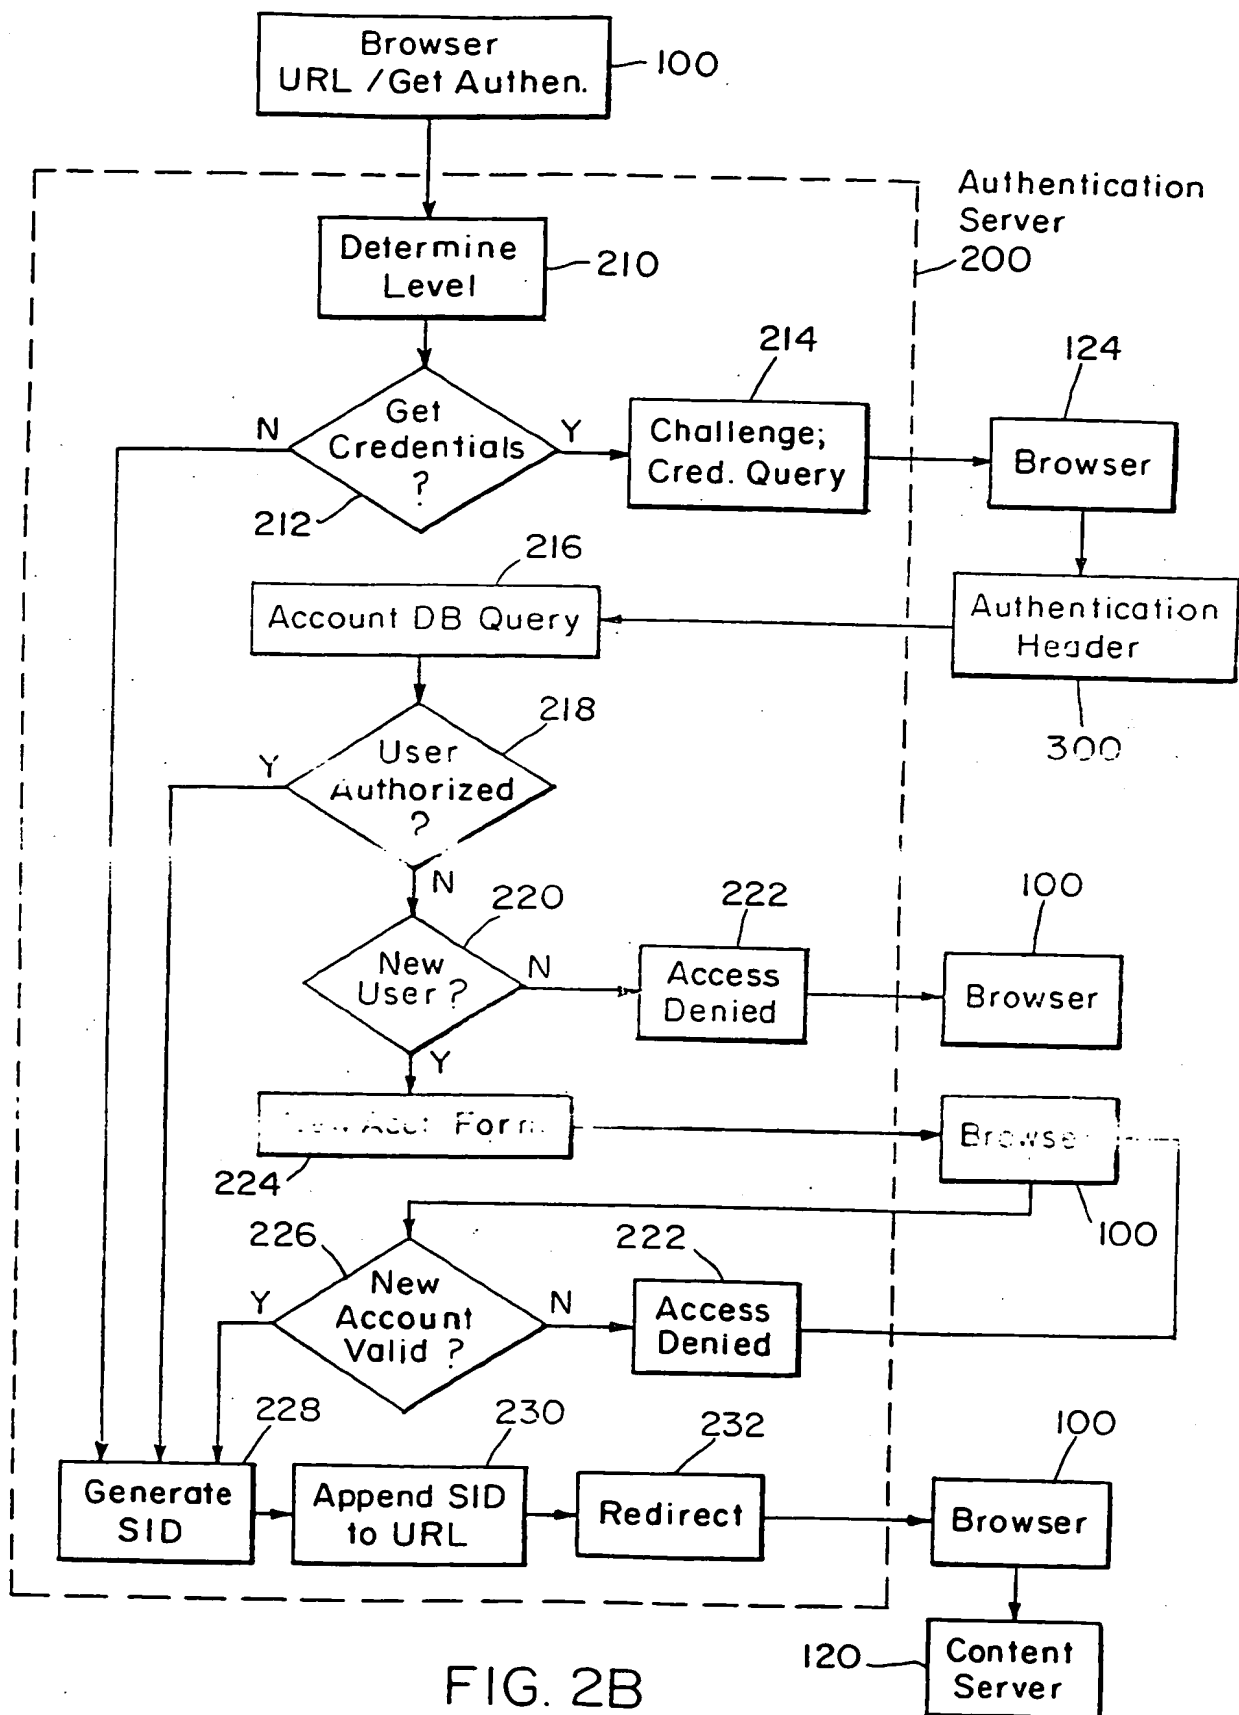 Browser
URL /Get Authen.
100
Authentication
Server
200
Determine
Level
210
214
124
N
Get
Credentials
?
Y
Challenge;
Cred. Query
Browser
212
216
Account DB Query
Authentication
Header
300
218
Y
User
Authorized
?
N
220
222
100
New
User ?
N
Access
Denied
Browser
Y
Acct Form
Browser
224
100
226
222
Y
New
Account
Valid ?
N
Access
Denied
228
230
232
100
Generate
SID
Append SID
to URL
Redirect
Browser
120
Content
Server
FIG. 2B